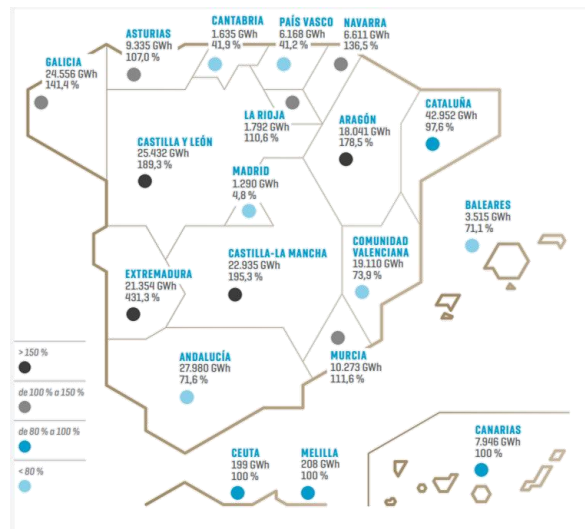 CANTABRIA
1.635 GWh
41,9 %
PAÍS VASCO
6.168 GWh
41,2 %
NAVARRA
6.611 GWh
136,5 %
ASTURIAS
9.335 GWh
107,0 %
GALICIA
24.556 GWh
141,4 %
LA RIOJA
1.792 GWh
110,6 %
ARAGÓN
18.041 GWh
178,5 %
CATALUÑA
42.952 GWh
97,6 %
CASTILLA Y LEÓN
25.432 GWh
189,3 %
MADRID
1.290 GWh
4,8 %
BALEARES
3.515 GWh
71,1 %
EXTREMADURA
21.354 GWh
431,3 %
CASTILLA-LA MANCHA
22.935 GWh
195,3 %
COMUNIDAD
VALENCIANA
19.110 GWh
73,9 %
ANDALUCÍA
27.980 GWh
71,6 %
MURCIA
10.273 GWh
111,6 %
> 150 %
de 100 % a 150 %
de 80 % a 100 %
< 80 %
CEUTA
199 GWh
100 %
MELILLA
208 GWh
100 %
CANARIAS
7.946 GWh
100 %